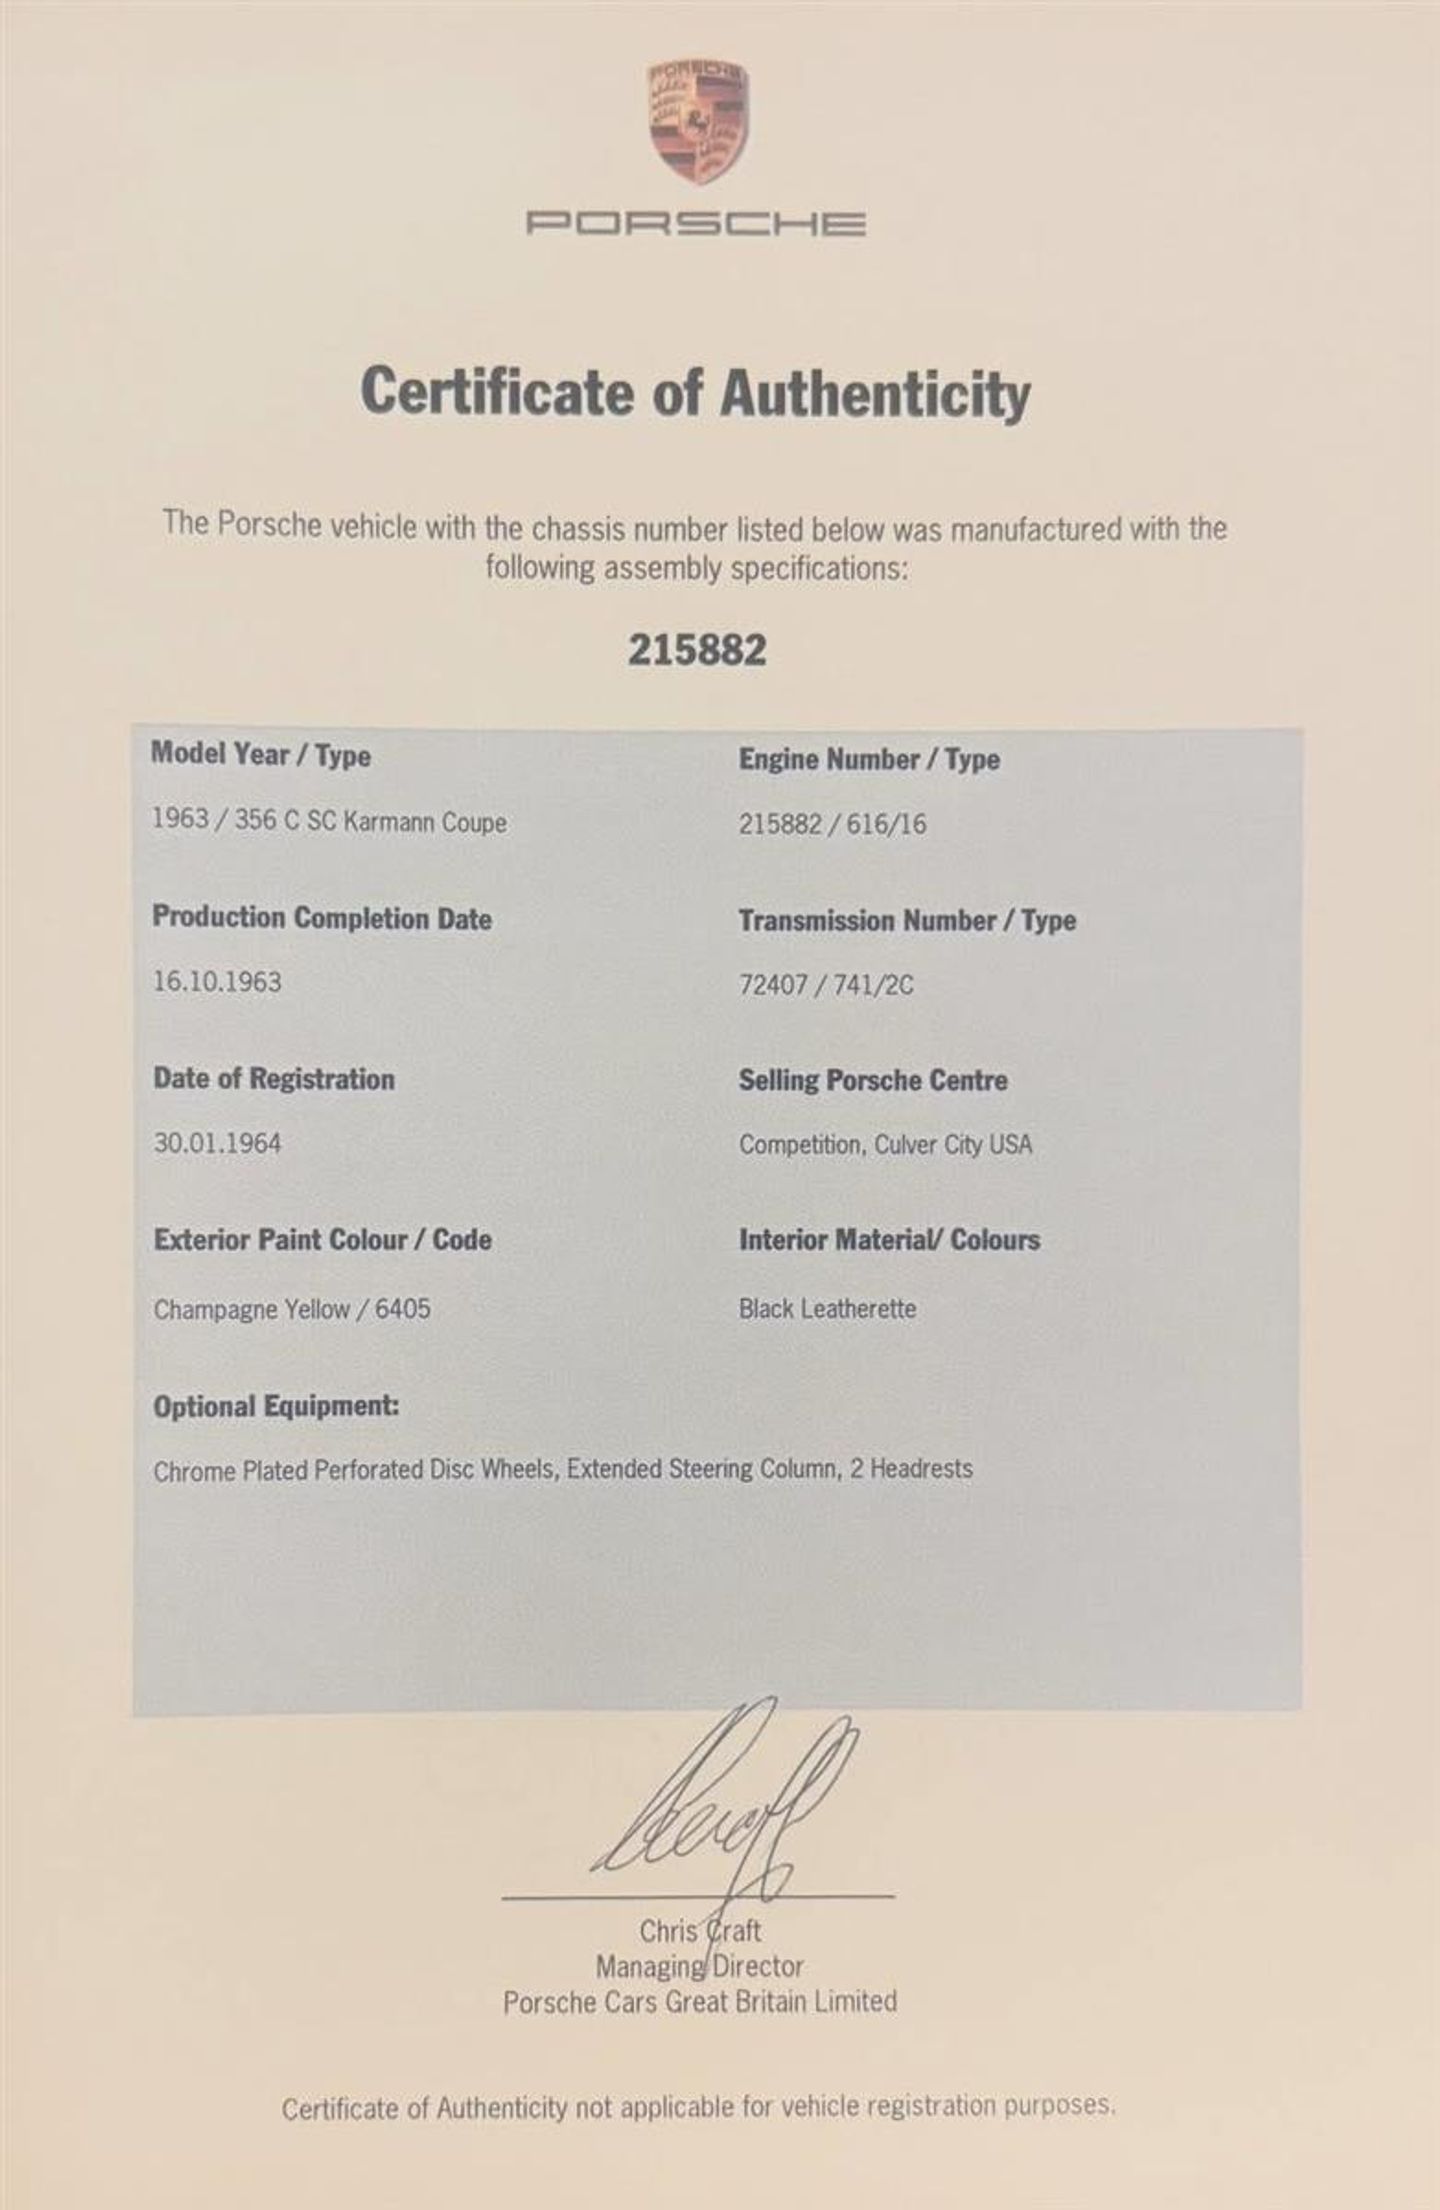 PORSCHE
PORSCHE
Certificate of Authenticity
The Porsche vehicle with the chassis number listed below was manufactured with the
following assembly specifications:
215882
Model Year / Type
Engine Number / Type
1963 / 356 C SC Karmann Coupe
215882 / 616/16
Production Completion Date
Transmission Number / Type
16.10.1963
72407 / 741/2C
Date of Registration
Selling Porsche Centre
30.01.1964
Competition, Culver City USA
Exterior Paint Colour / Code
Interior Material/ Colours
Champagne Yellow / 6405
Black Leatherette
Optional Equipment:
Chrome Plated Perforated Disc Wheels, Extended Steering Column, 2 Headrests
Chris Craft
Managing Director
Porsche Cars Great Britain Limited
Certificate of Authenticity not applicable for vehicle registration purposes.